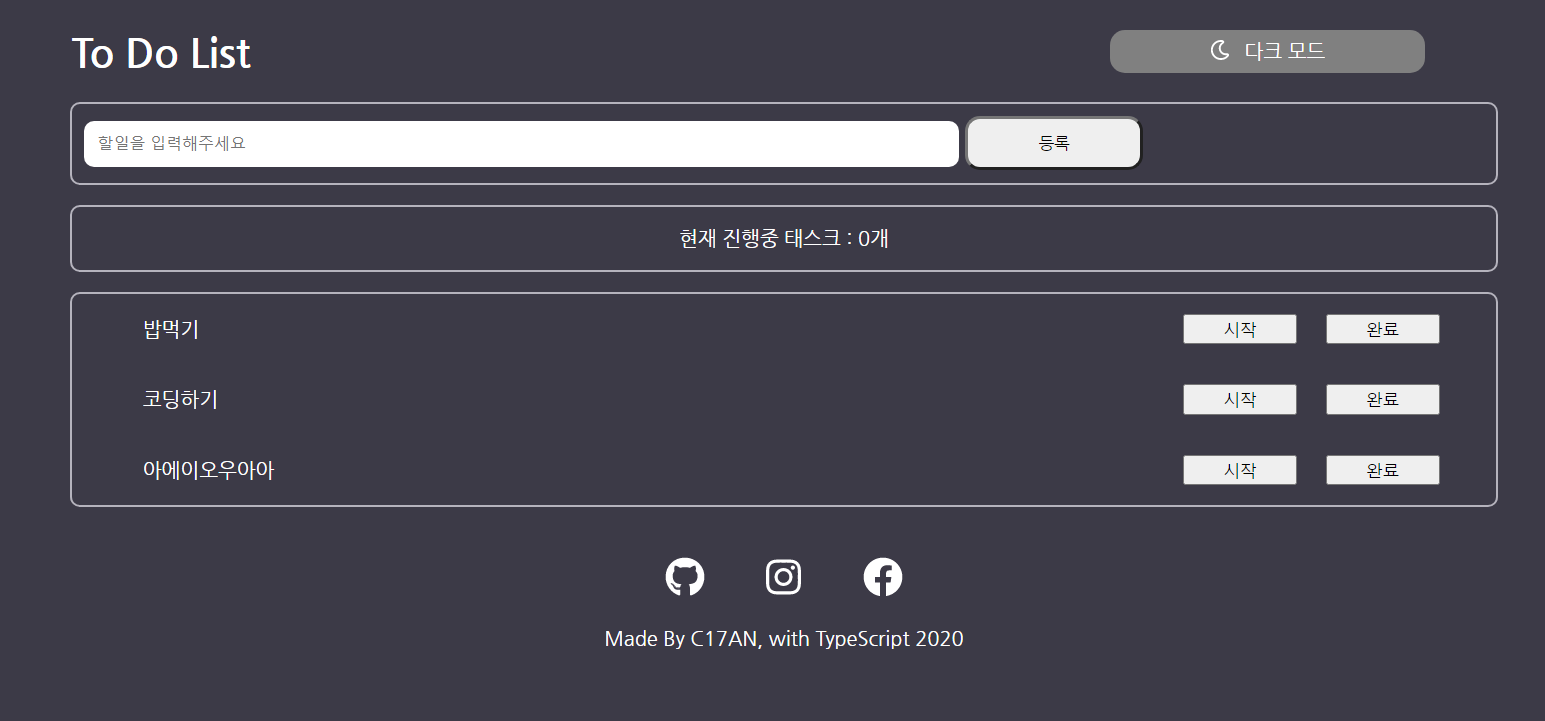 To Do List
다크 모드
할일을 입력해주세요
등록
현재 진행중 태스크 : 0개
밥먹기
시작
완료
코딩하기
시작
완료
아에이오우아아
시작
완료
Made By C17AN, with TypeScript 2020